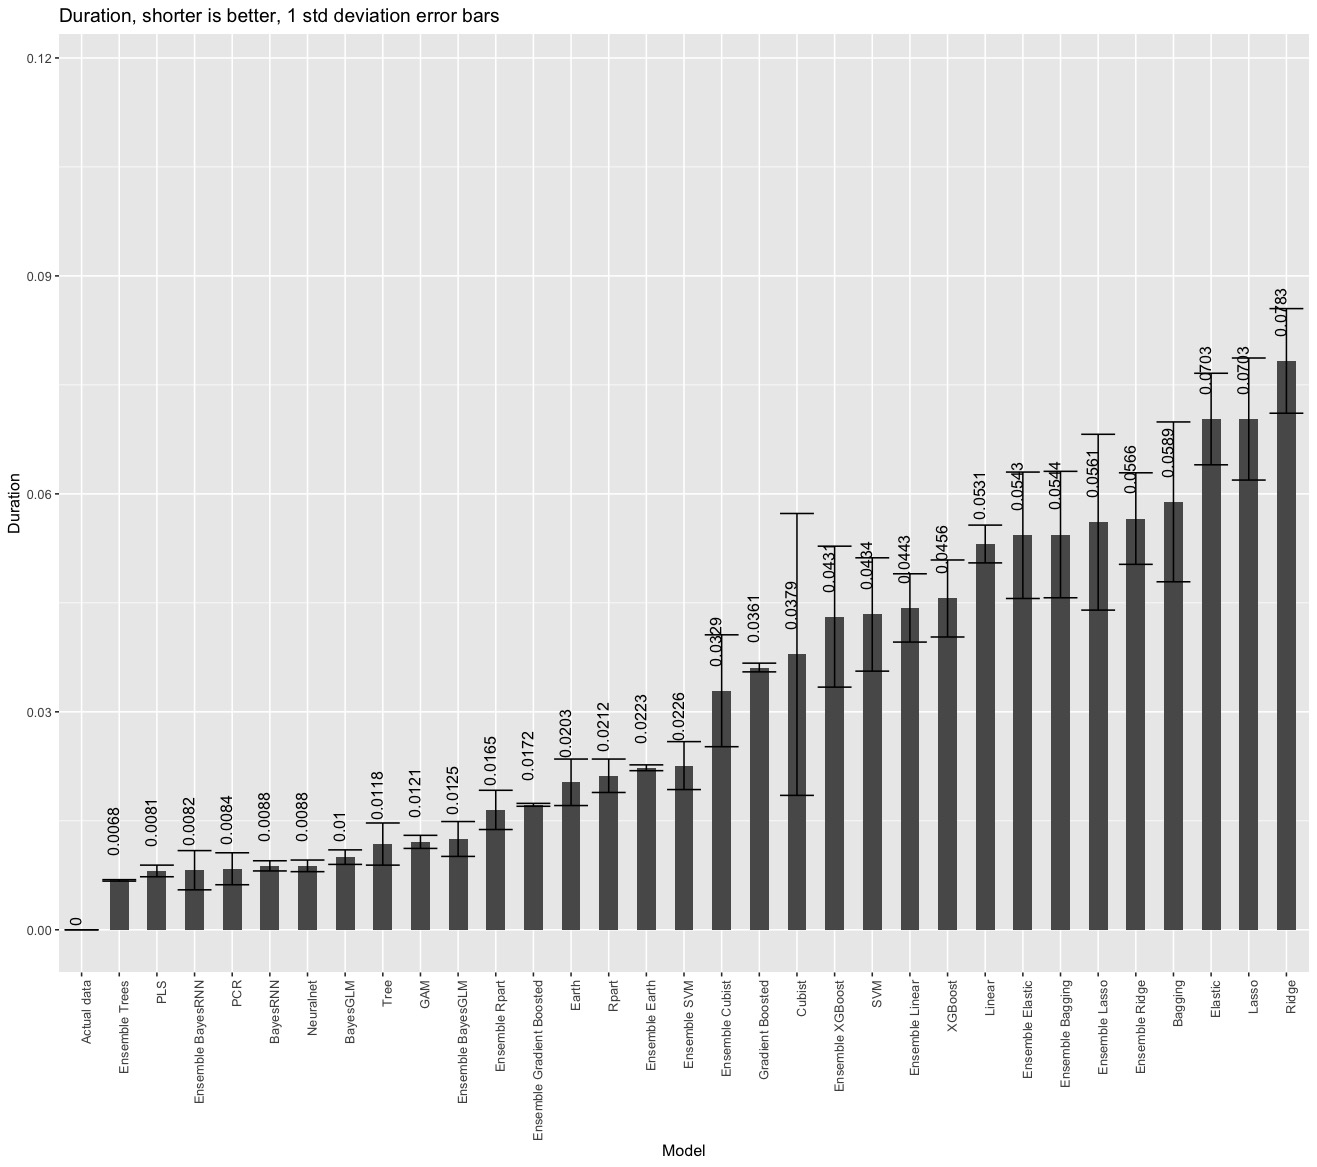 Duration, shorter is better, 1 std deviation error bars
0.12
0.09
0.06
0.03
0.00
Duration
0
0.0068
0.0081
0.0082
0.0084
0.0088
0.0088
0.01
0.0118
0.0121
0.0125
0.0165
0.0172
0.0203
0.0212
0.0223
0.0226
0.0329
0.0361
0.0379
0.0431
0.0434
0.0443
0.0456
0.0531
0.0543
0.0544
0.0561
0.0566
0.0589
0.0703
0.0703
0.0783
Actual data
Ensemble Trees
PLS
Ensemble BayesRNN
PCR
BayesRNN
Neuralnet
BayesGLM
Tree
GAM
Ensemble BayesGLM
Ensemble Rpart
Ensemble Gradient Boosted
Earth
Rpart
Ensemble Earth
Ensemble SVM
Ensemble Cubist
Gradient Boosted
Cubist
Ensemble XGBoost
SVM
Ensemble Linear
XGBoost
Linear
Ensemble Elastic
Ensemble Bagging
Ensemble Lasso
Ensemble Ridge
Bagging
Elastic
Lasso
Ridge
Model